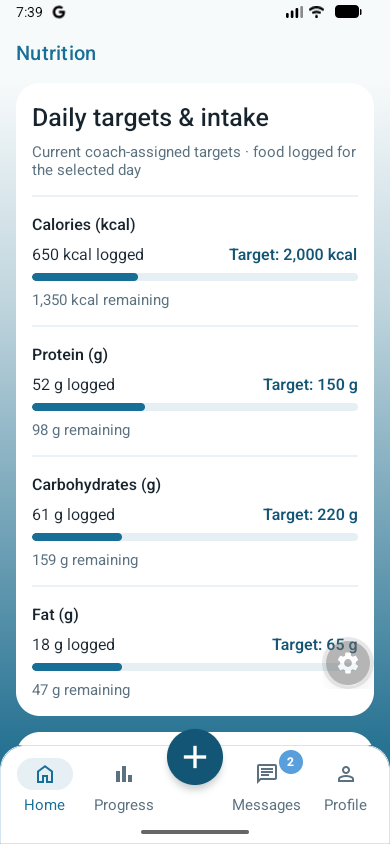 7:39 G
Nutrition
Daily targets & intake
Current coach-assigned targets · food logged for
the selected day
Calories (kcal)
650 kcal logged Target: 2,000 kcal
1,350 kcal remaining
Protein (g)
52 g logged Target: 150 g
98 g remaining
Carbohydrates (g)
61 g logged Target: 220 g
159 g remaining
Fat (g)
18 g logged Target: 65 g
47 g remaining
2
Home Progress Messages Profile